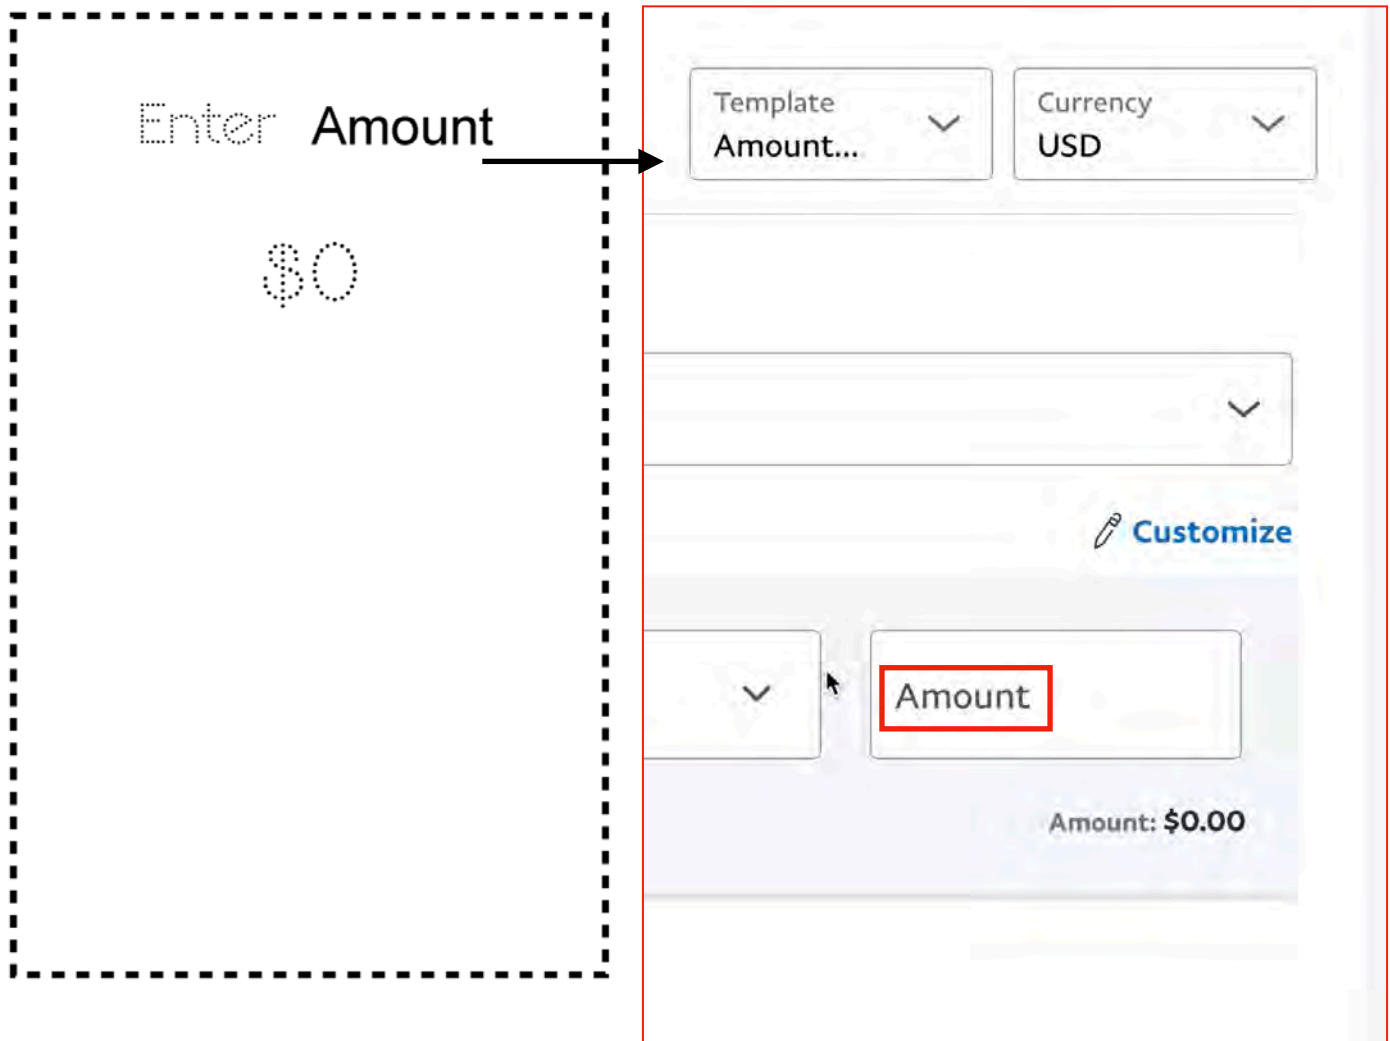 Enter Amount
$0
Template
Amount...
Currency
USD
Customize
Amount
Amount: $0.00